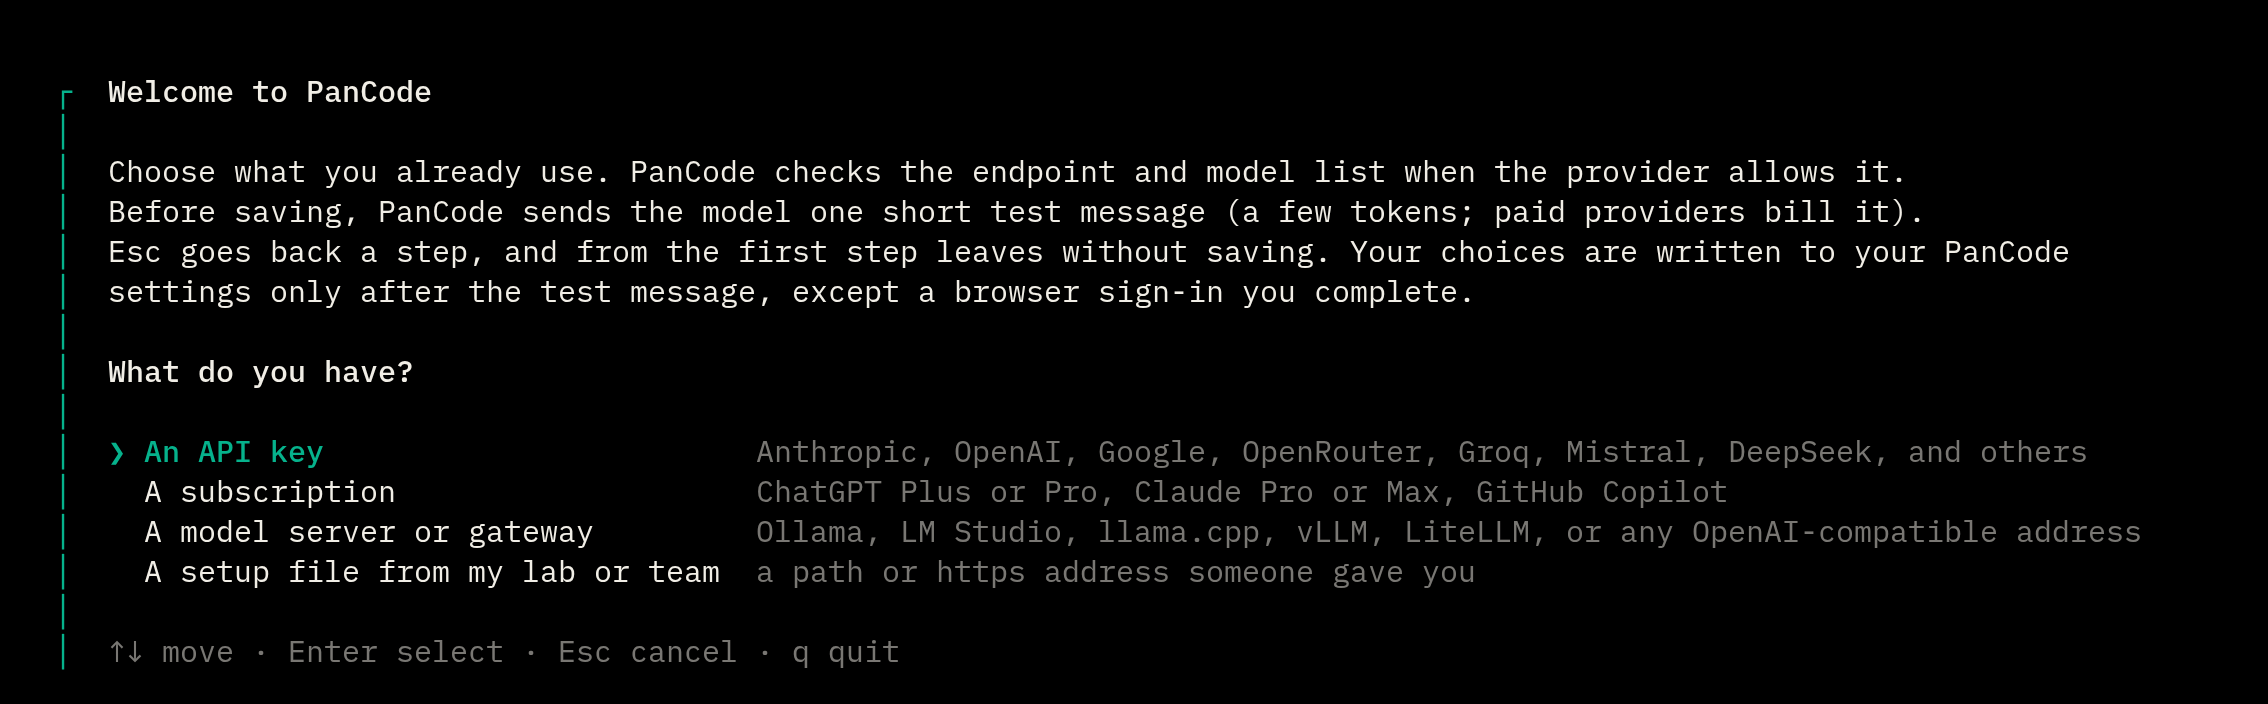 Welcome to PanCode
Choose what you already use. PanCode checks the endpoint and model list when the provider allows it.
Before saving, PanCode sends the model one short test message (a few tokens; paid providers bill it).
Esc goes back a step, and from the first step leaves without saving. Your choices are written to your PanCode
settings only after the test message, except a browser sign-in you complete.
What do you have?
❯ An API key Anthropic, OpenAI, Google, OpenRouter, Groq, Mistral, DeepSeek, and others
A subscription ChatGPT Plus or Pro, Claude Pro or Max, GitHub Copilot
A model server or gateway Ollama, LM Studio, llama.cpp, vLLM, LiteLLM, or any OpenAI-compatible address
A setup file from my lab or team a path or https address someone gave you
↑↓ move · Enter select · Esc cancel · q quit